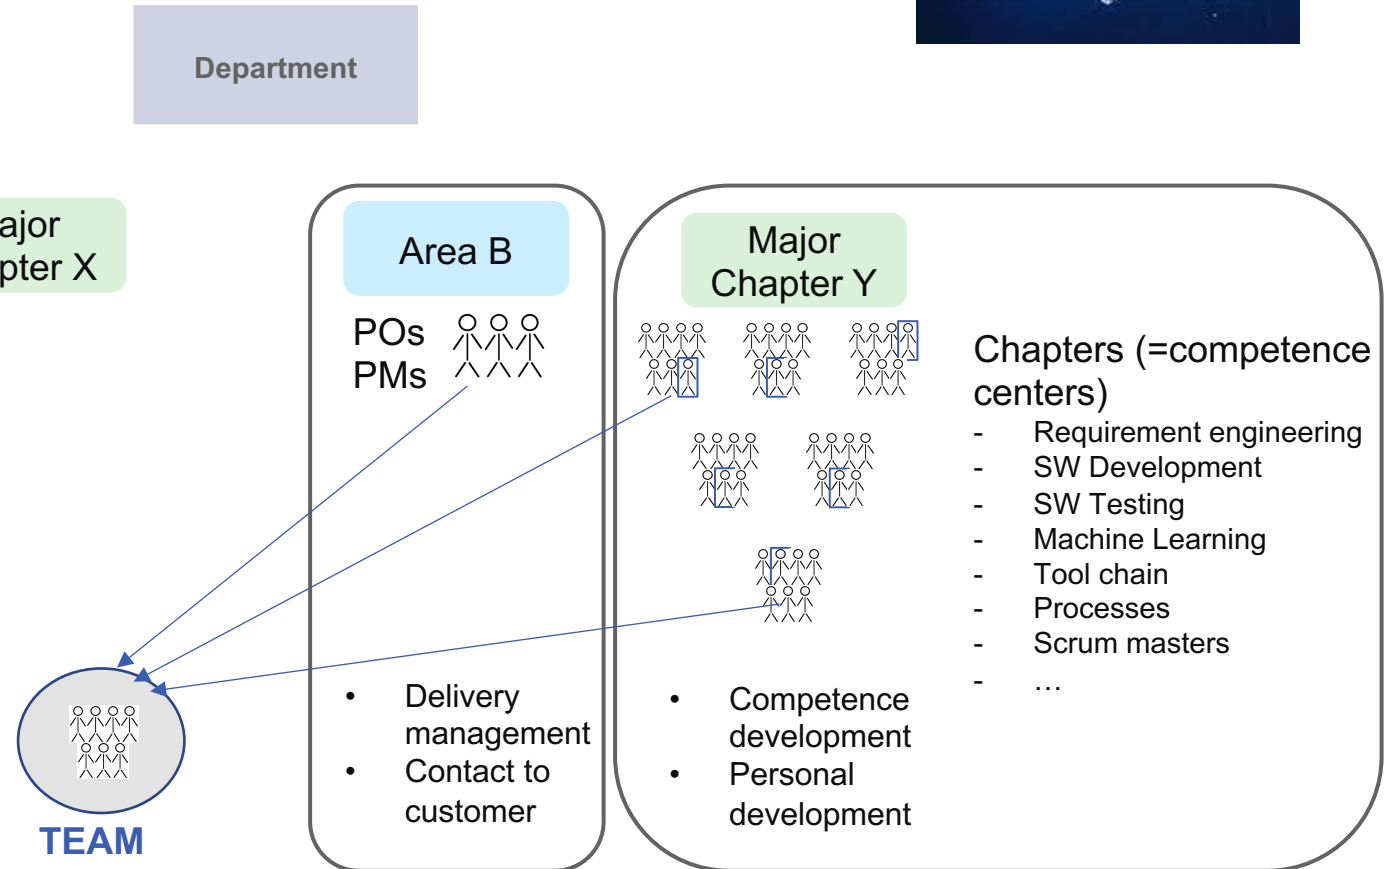 Department
ajor
pter X
Area B
POs
PMs
Major
Chapter Y
Chapters (=competence
centers)
- Requirement engineering
- SW Development
- SW Testing
- Machine Learning
- Tool chain
- Processes
- Scrum masters
- …
• Delivery
management
• Contact to
customer
• Competence
development
• Personal
development
TEAM